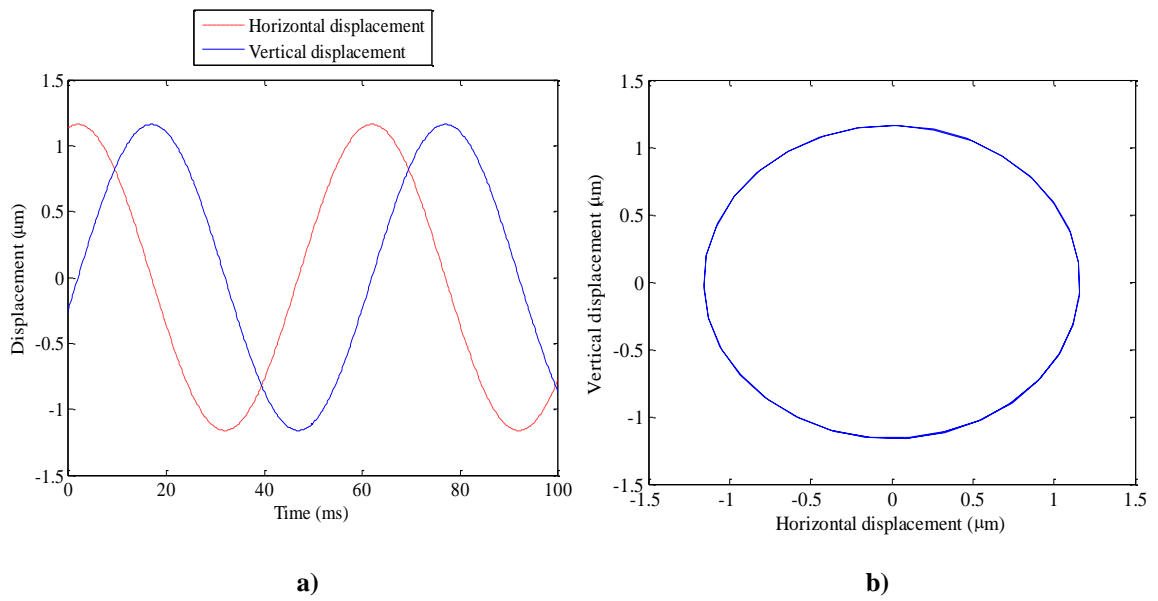 Horizontal displacement
Vertical displacement
1.5
1
0.5
0
-0.5
-1
-1.5
Displacement (μm)
0 20 40 60 80 100
Time (ms)
a)
1.5
1
0.5
0
-0.5
-1
-1.5
Vertical displacement (μm)
-1.5 -1 -0.5 0 0.5 1 1.5
Horizontal displacement (μm)
b)